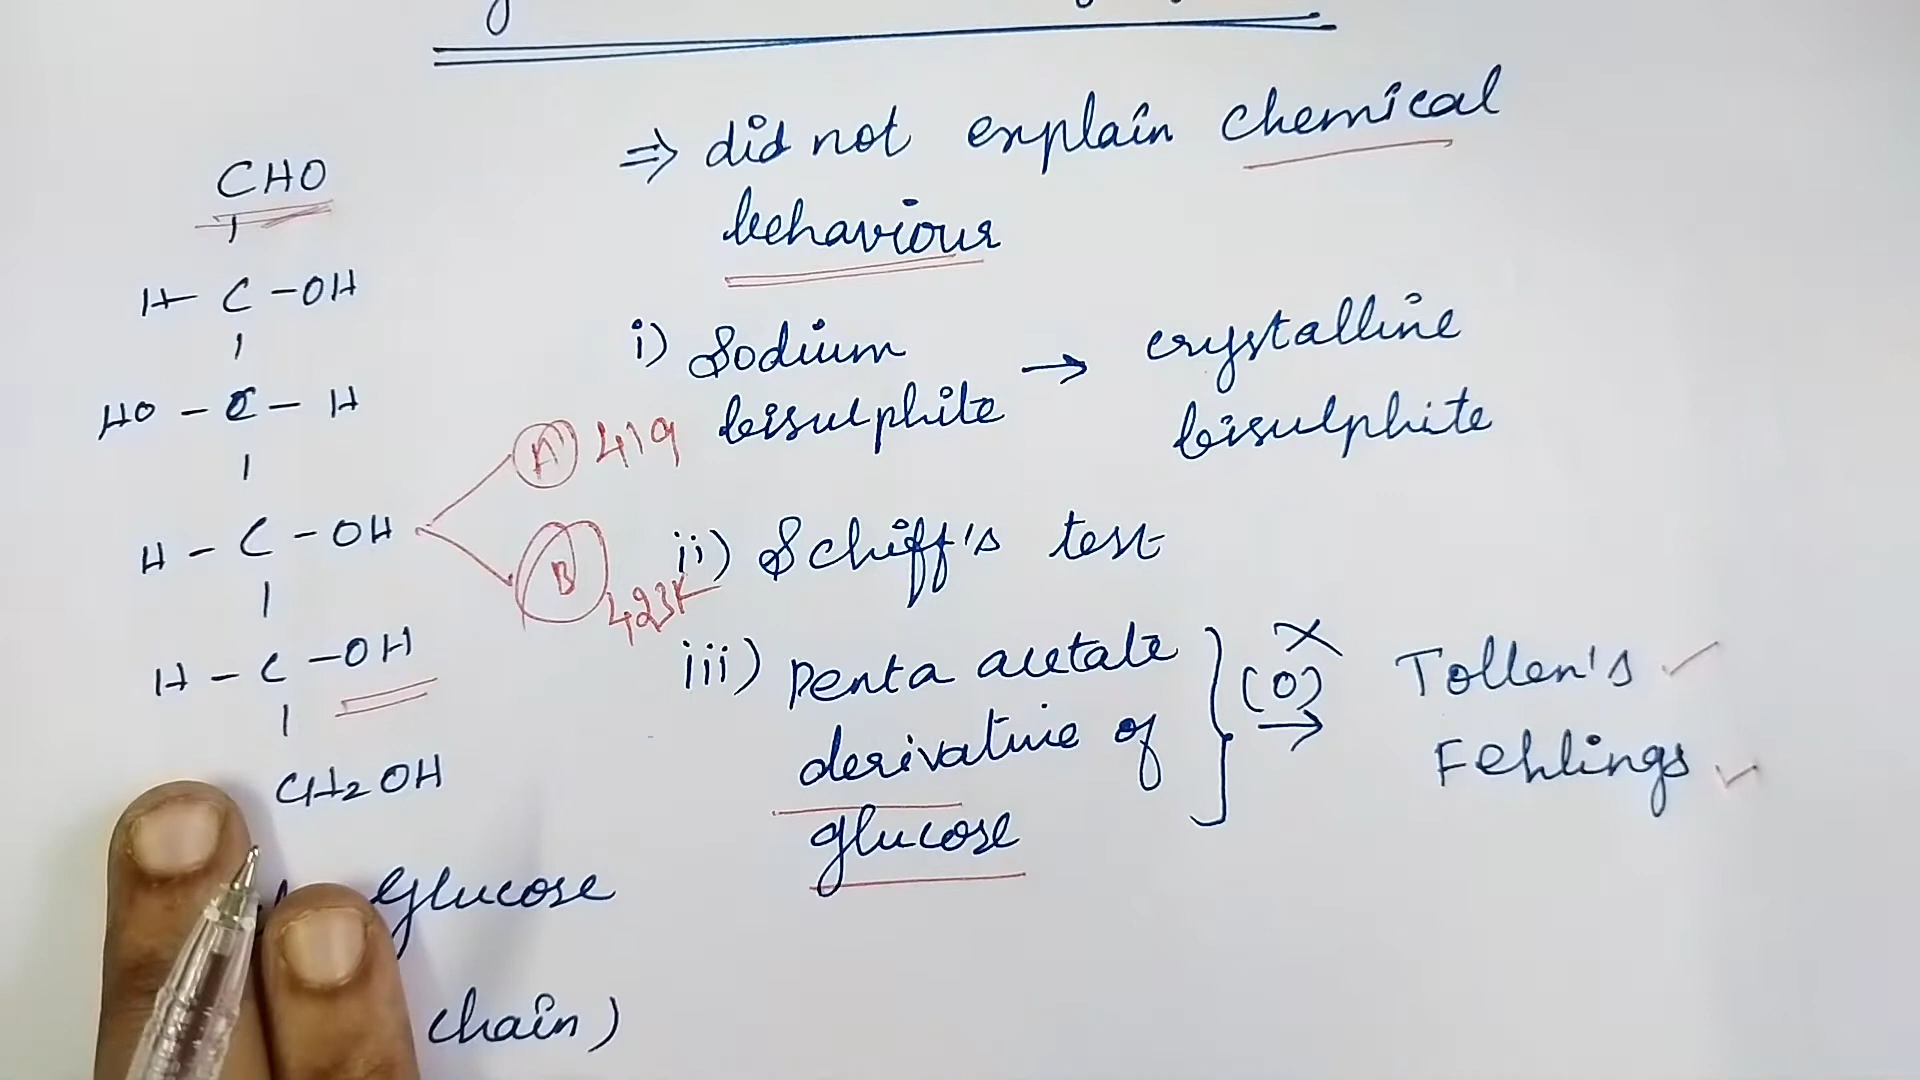 ⇒ did not explain chemical
behaviour
i) Sodium → crystalline
bisulphite bisulphite
ii) Schiff's test
iii) Penta acetate (O) Tollen's ✓
derivative of → Fehlings ✓
glucose
CHO
H - C - OH
HO - C - H
H - C - OH
H - C - OH
CH2OH
A 419
B 423K
Glucose
chain)